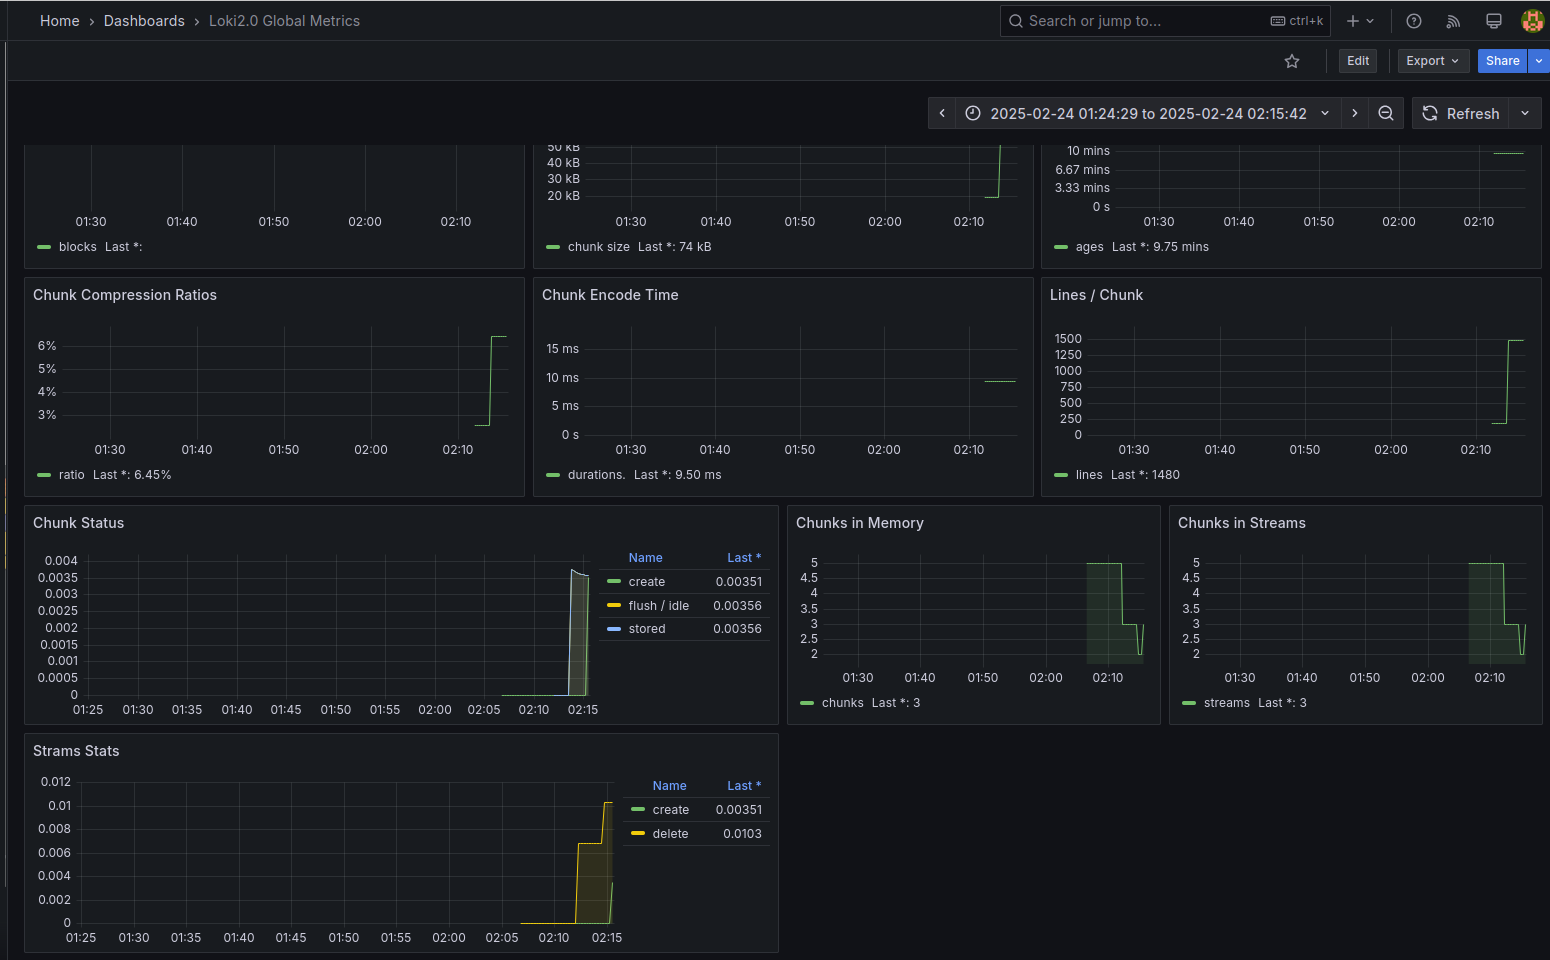 Home › Dashboards › Loki2.0 Global Metrics
Search or jump to...
ctrl+k
Edit
Export
Share
2025-02-24 01:24:29 to 2025-02-24 02:15:42
Refresh
01:30 01:40 01:50 02:00 02:10
blocks Last *:
50 kB
40 kB
30 kB
20 kB
01:30 01:40 01:50 02:00 02:10
chunk size Last *: 74 kB
10 mins
6.67 mins
3.33 mins
0 s
01:30 01:40 01:50 02:00 02:10
ages Last *: 9.75 mins
Chunk Compression Ratios
6%
5%
4%
3%
01:30 01:40 01:50 02:00 02:10
ratio Last *: 6.45%
Chunk Encode Time
15 ms
10 ms
5 ms
0 s
01:30 01:40 01:50 02:00 02:10
durations. Last *: 9.50 ms
Lines / Chunk
1500
1250
1000
750
500
250
0
01:30 01:40 01:50 02:00 02:10
lines Last *: 1480
Chunk Status
0.004
0.0035
0.003
0.0025
0.002
0.0015
0.001
0.0005
0
01:25 01:30 01:35 01:40 01:45 01:50 01:55 02:00 02:05 02:10 02:15
Name Last *
create 0.00351
flush / idle 0.00356
stored 0.00356
Chunks in Memory
5
4.5
4
3.5
3
2.5
2
01:30 01:40 01:50 02:00 02:10
chunks Last *: 3
Chunks in Streams
5
4.5
4
3.5
3
2.5
2
01:30 01:40 01:50 02:00 02:10
streams Last *: 3
Strams Stats
0.012
0.01
0.008
0.006
0.004
0.002
0
01:25 01:30 01:35 01:40 01:45 01:50 01:55 02:00 02:05 02:10 02:15
Name Last *
create 0.00351
delete 0.0103